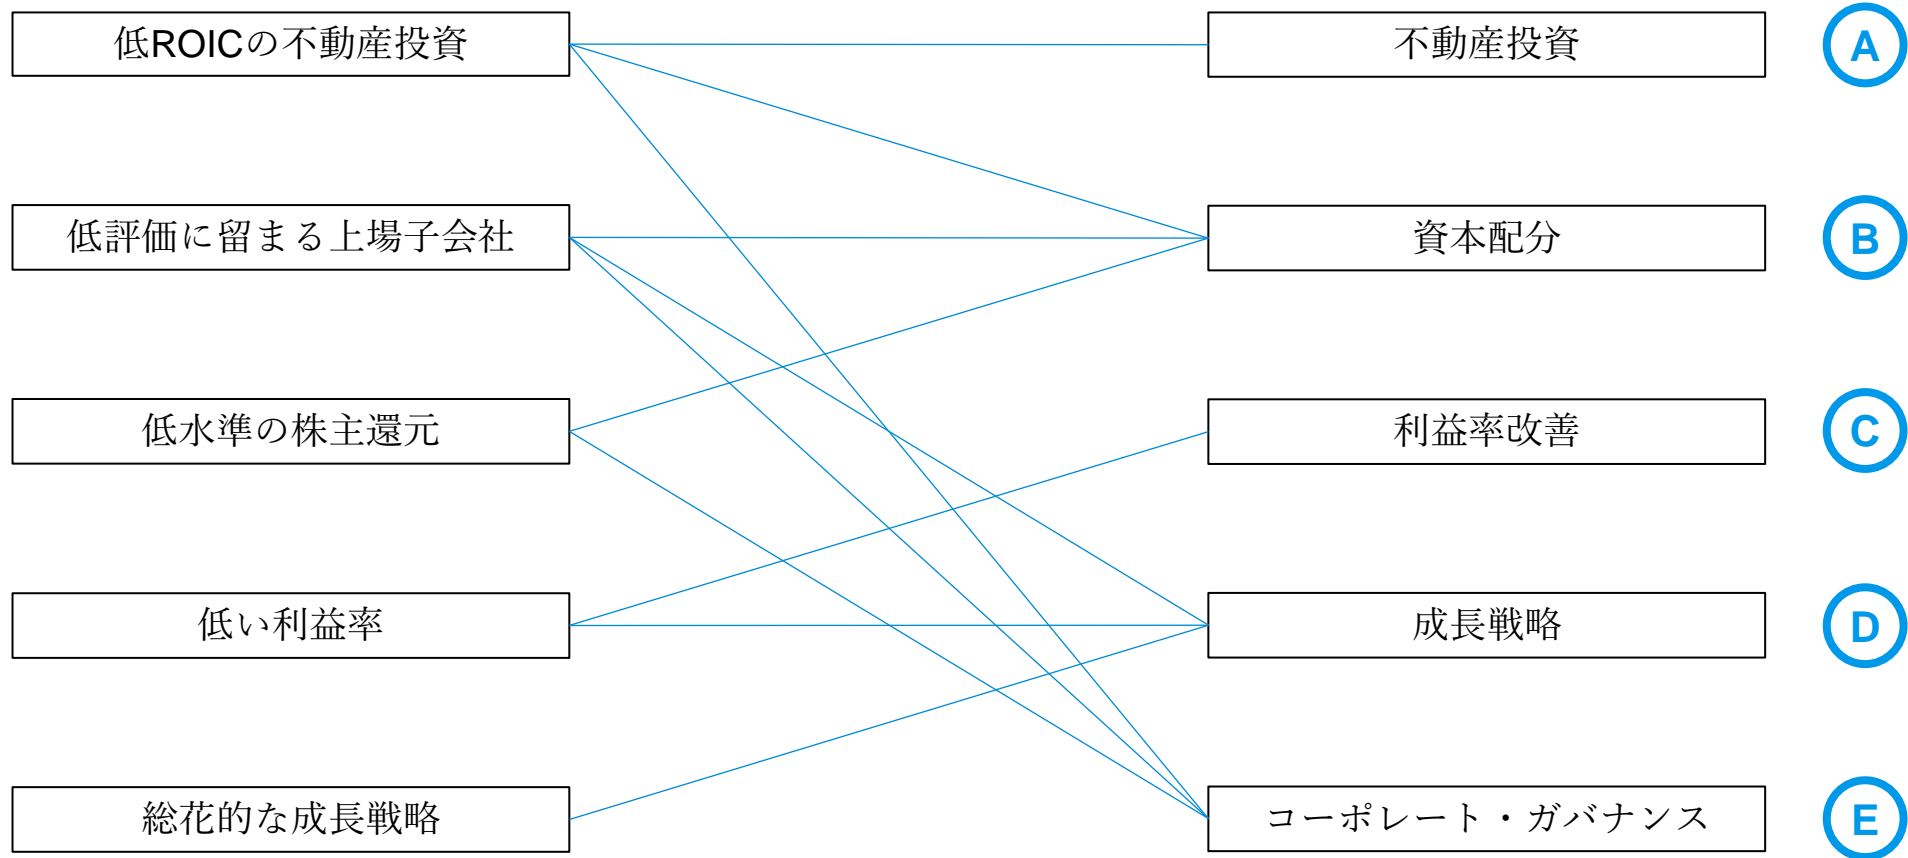 低ROICの不動産投資
不動産投資
A
低評価に留まる上場子会社
資本配分
B
低水準の株主還元
利益率改善
C
低い利益率
成長戦略
D
総花的な成長戦略
コーポレート・ガバナンス
E